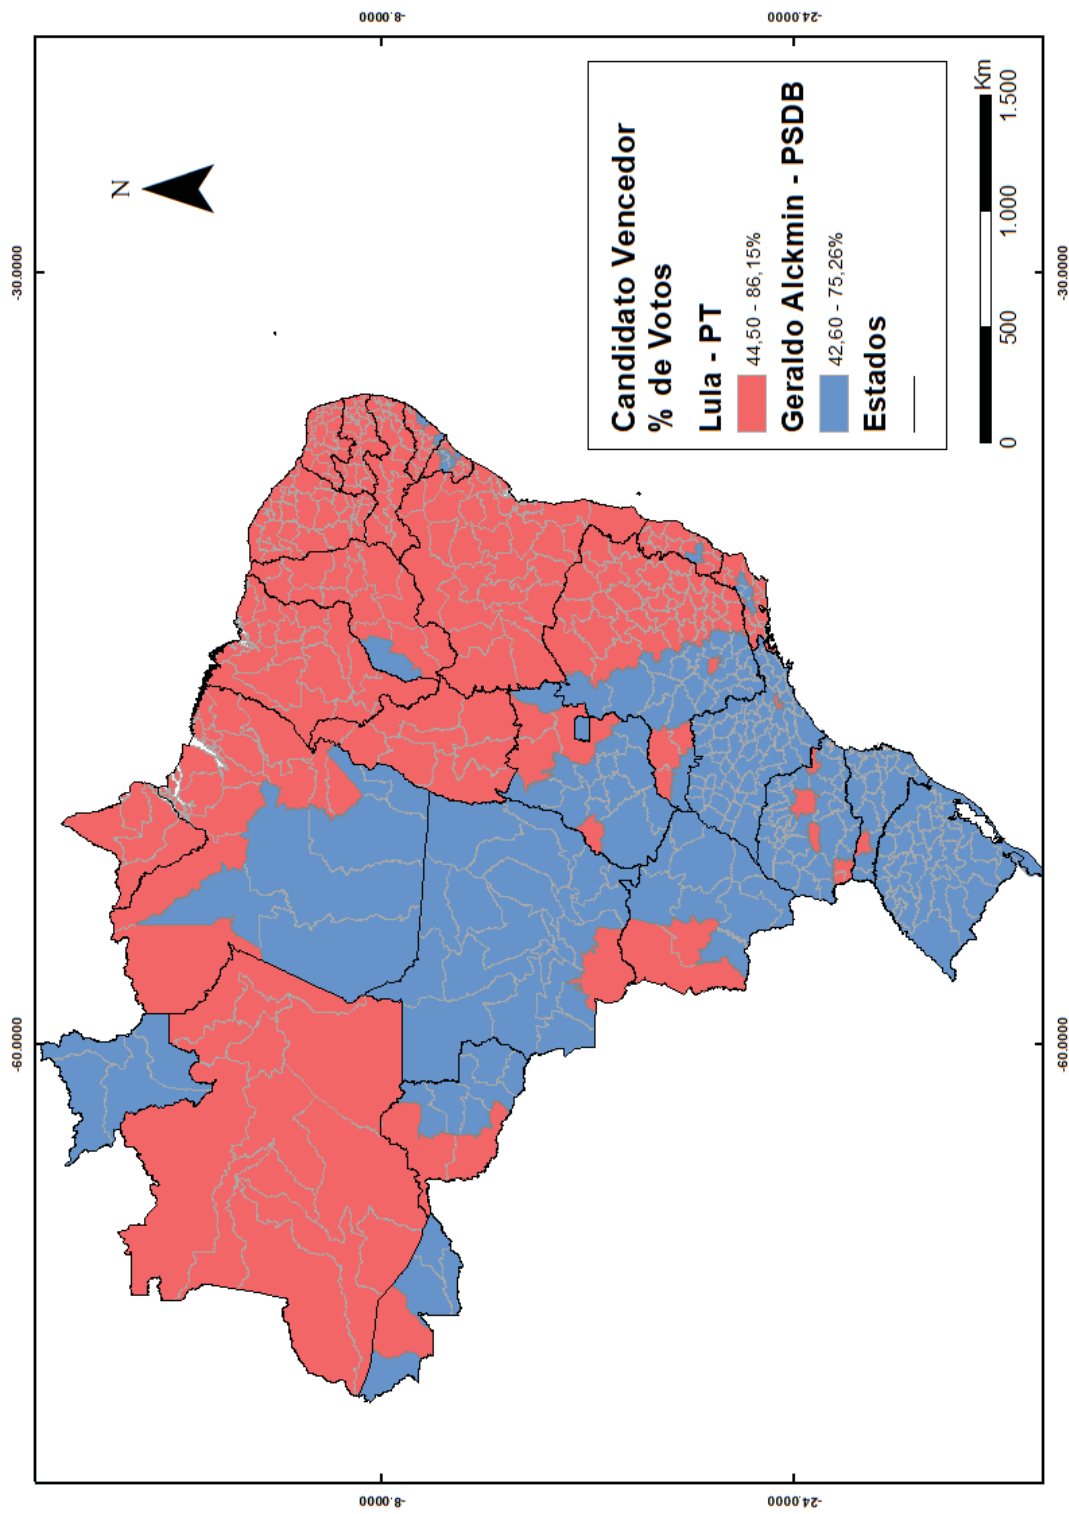 -30.0000
-60.0000
-8.0000
-8.0000
-24.0000
-24.0000
N
Candidato Vencedor
% de Votos
Lula - PT
44,50 - 86,15%
Geraldo Alckmin - PSDB
42,60 - 75,26%
Estados
Km
0 500 1.000 1.500
-30.0000
-60.0000